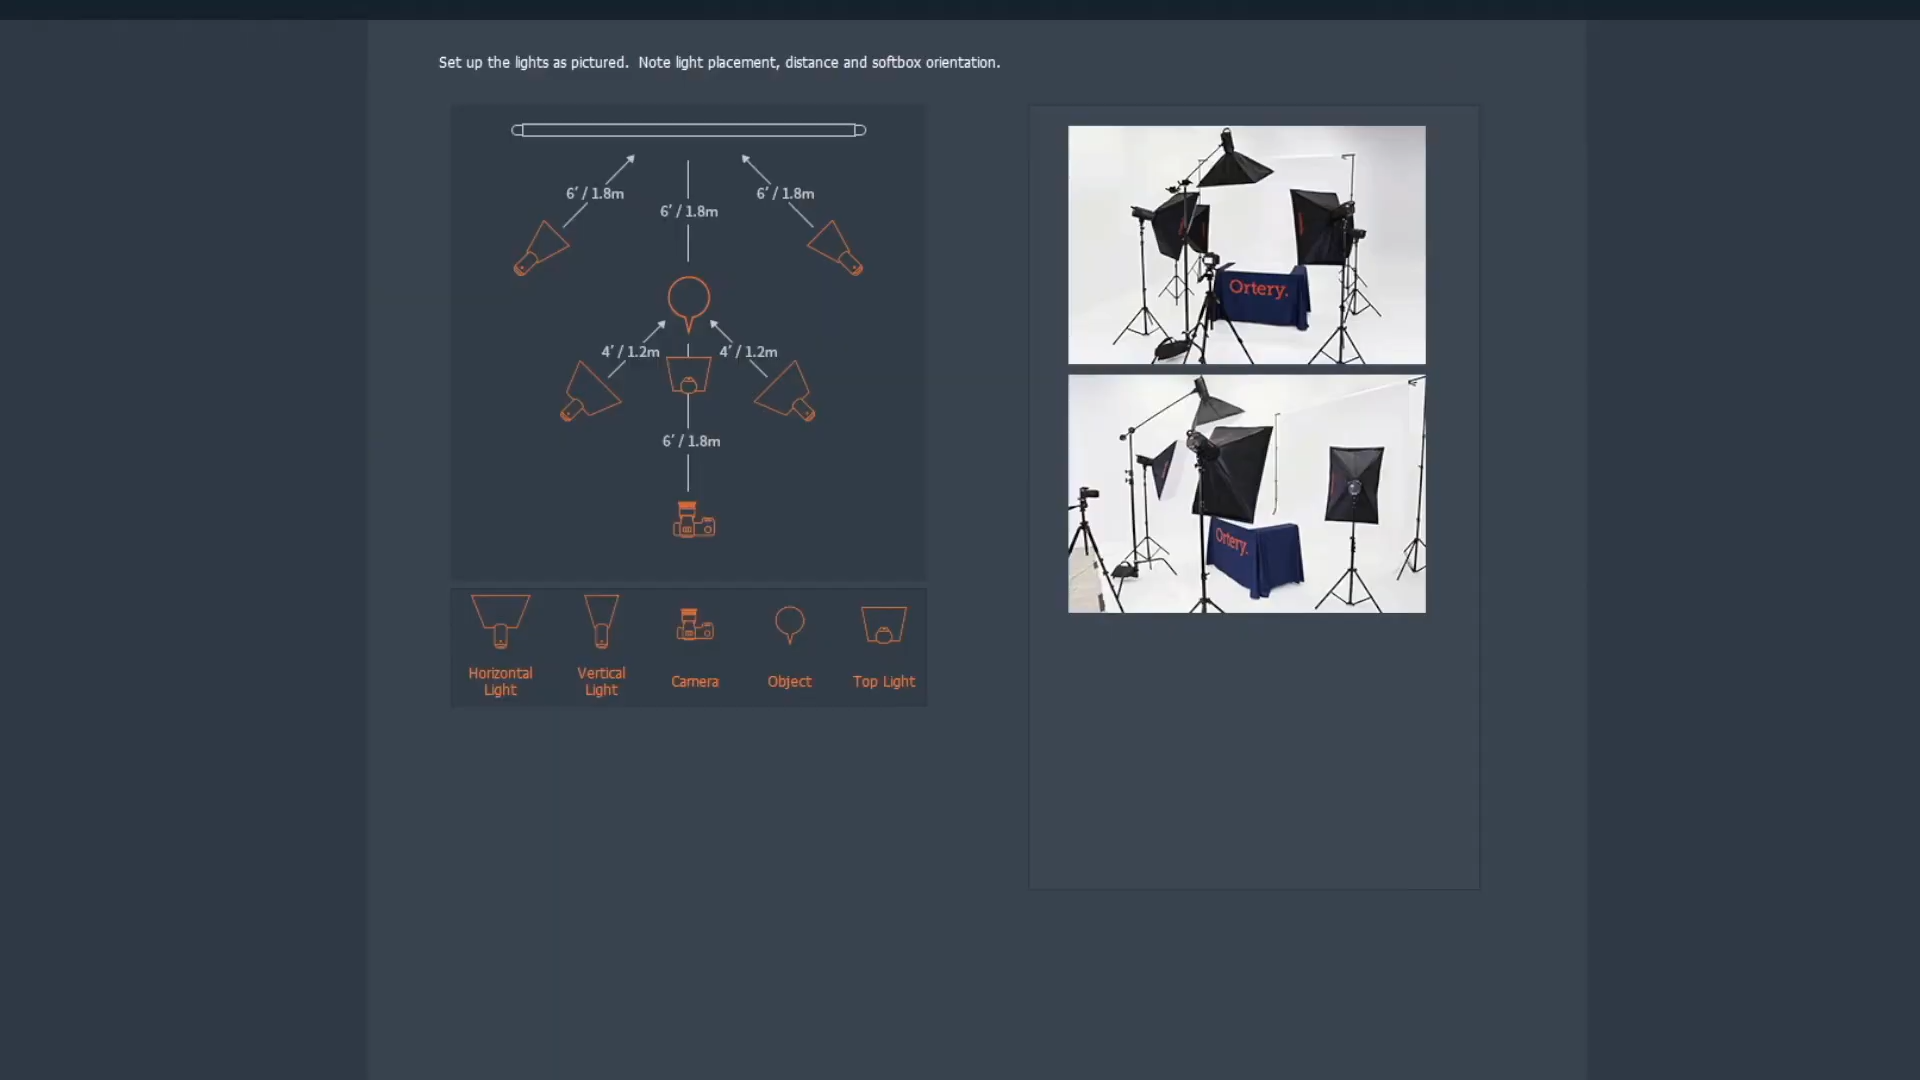 Set up the lights as pictured.  Note light placement, distance and softbox orientation.
6′ / 1.8m
6′ / 1.8m
6′ / 1.8m
4′ / 1.2m
4′ / 1.2m
6′ / 1.8m
Horizontal
Light
Vertical
Light
Camera
Object
Top Light
Ortery.
Ortery.